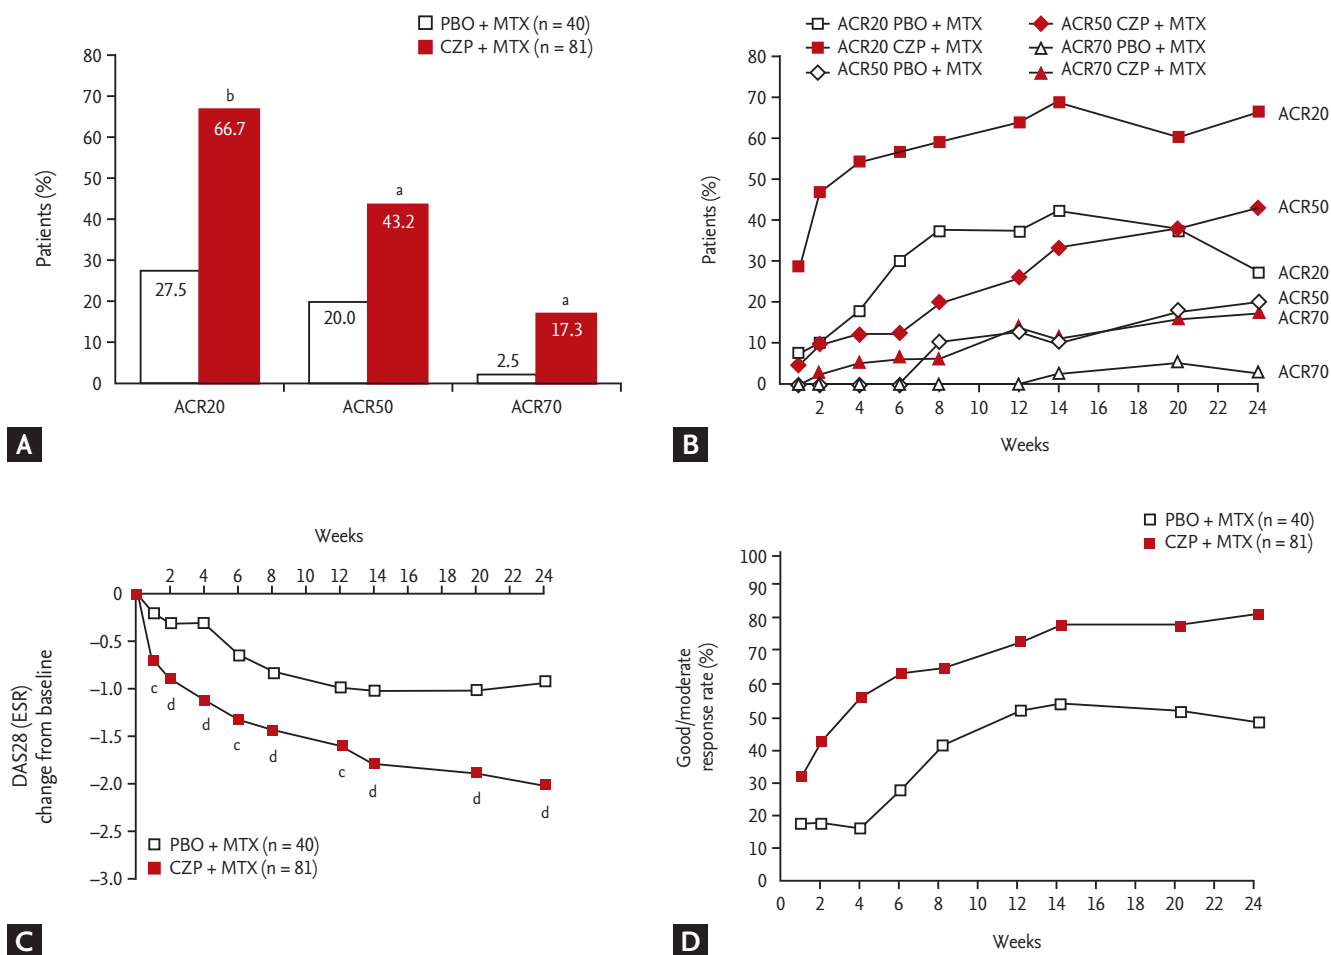 PBO + MTX (n = 40)
CZP + MTX (n = 81)
Patients (%)
80
70
60
50
40
30
20
10
0
b
66.7
27.5
a
43.2
20.0
a
17.3
2.5
ACR20
ACR50
ACR70
A
ACR20 PBO + MTX
ACR20 CZP + MTX
ACR50 PBO + MTX
ACR50 CZP + MTX
ACR70 PBO + MTX
ACR70 CZP + MTX
Patients (%)
80
70
60
50
40
30
20
10
0
ACR20
ACR50
ACR20
ACR50
ACR70
ACR70
2 4 6 8 10 12 14 16 18 20 22 24
Weeks
B
Weeks
2 4 6 8 10 12 14 16 18 20 22 24
DAS28 (ESR)
change from baseline
0
–0.5
–1.0
–1.5
–2.0
–2.5
–3.0
c
d
d
c
d
c
d
d
d
PBO + MTX (n = 40)
CZP + MTX (n = 81)
C
PBO + MTX (n = 40)
CZP + MTX (n = 81)
Good/moderate
response rate (%)
100
90
80
70
60
50
40
30
20
10
0
0 2 4 6 8 10 12 14 16 18 20 22 24
Weeks
D